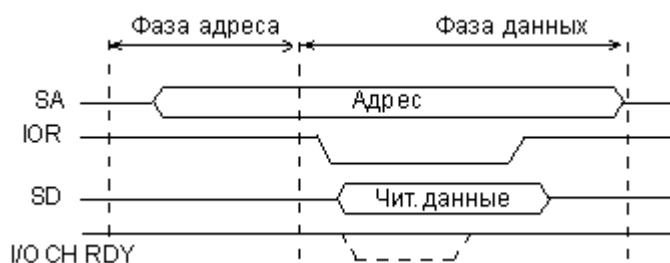 Фаза адреса Фаза данных
SA Адрес
IOR
SD Чит. данные
I/O CH RDY